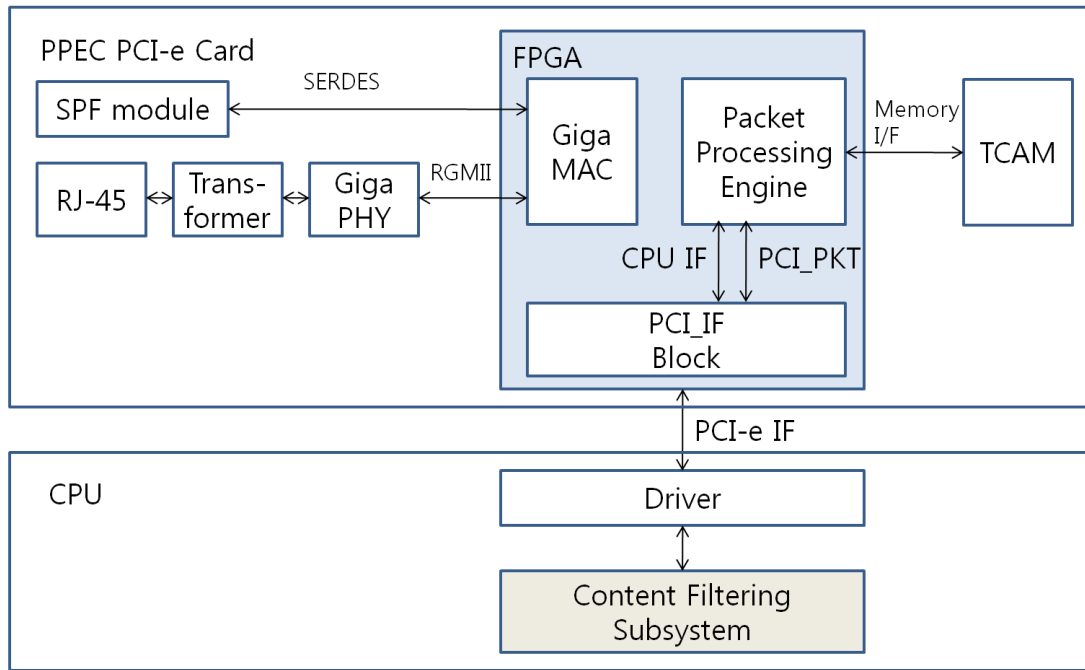 PPEC PCI-e Card
FPGA
SERDES
SPF module
Giga
MAC
Packet
Processing
Engine
Memory
I/F
TCAM
RJ-45
Trans-
former
Giga
PHY
RGMII
CPU IF
PCI_PKT
PCI_IF
Block
PCI-e IF
CPU
Driver
Content Filtering
Subsystem